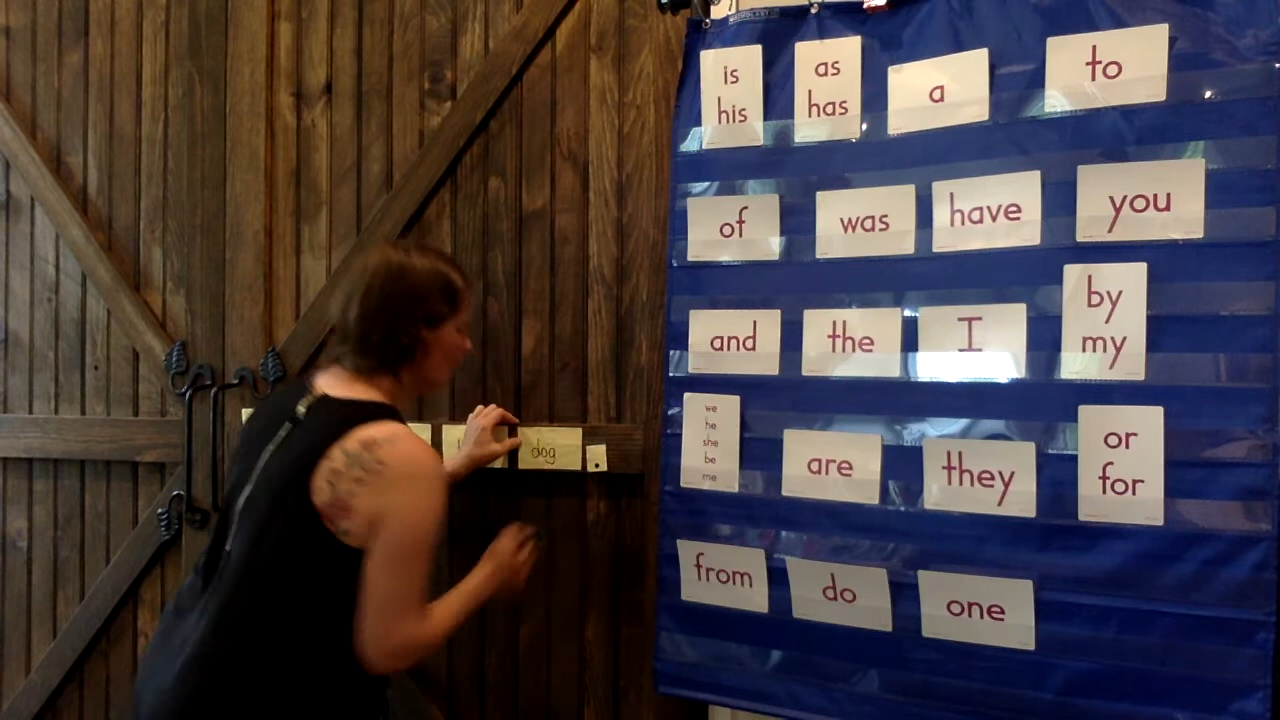 is
his
as
has
a
to
of
was
have
you
and
the
I
by
my
we
he
she
be
me
are
they
or
for
from
do
one
dog
.